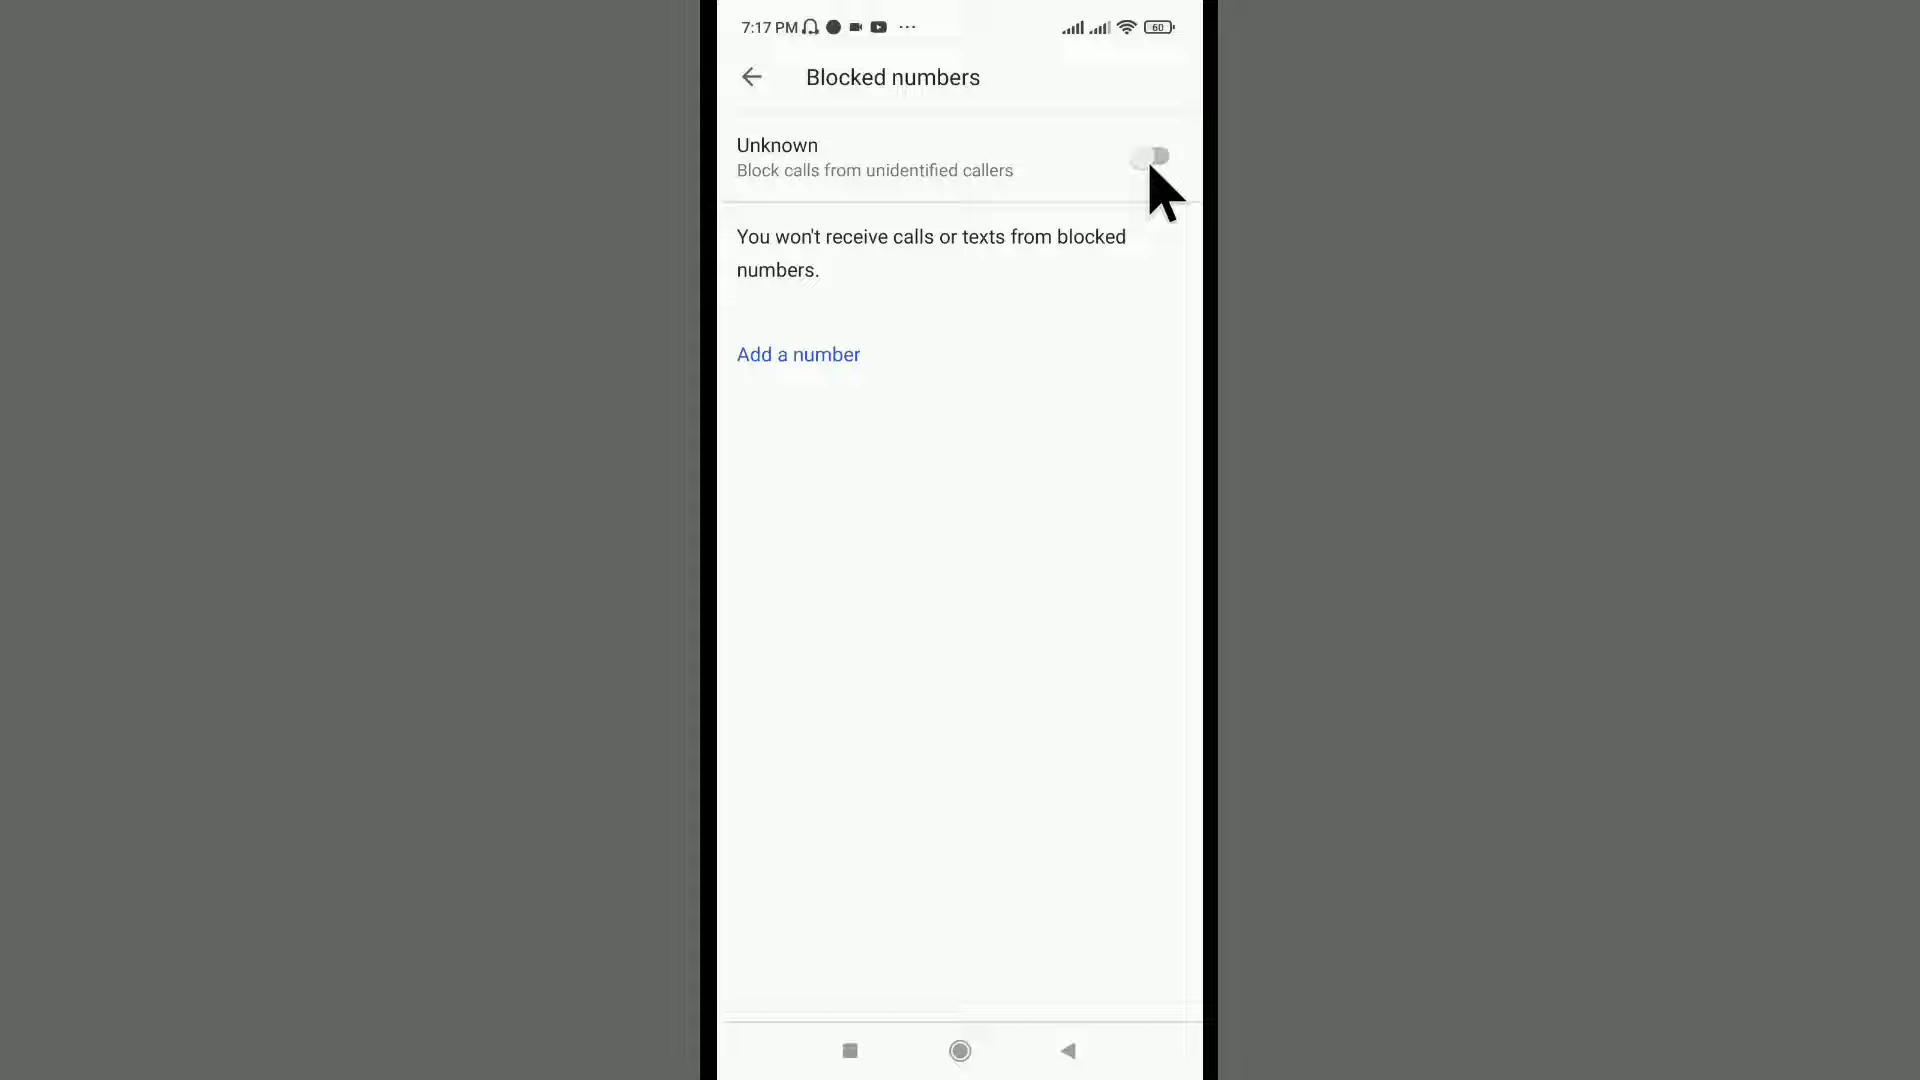 7:17 PM ...
60
Blocked numbers
Unknown
Block calls from unidentified callers
You won't receive calls or texts from blocked
numbers.
Add a number